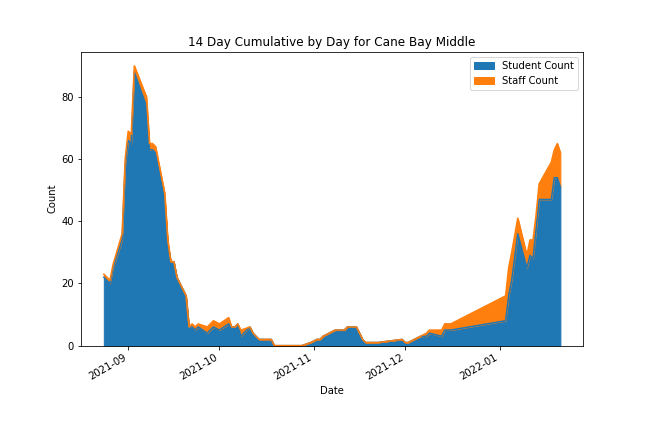 14 Day Cumulative by Day for Cane Bay Middle
Student Count
Staff Count
80
60
40
20
0
Count
2021-09
2021-10
2021-11
2021-12
2022-01
Date